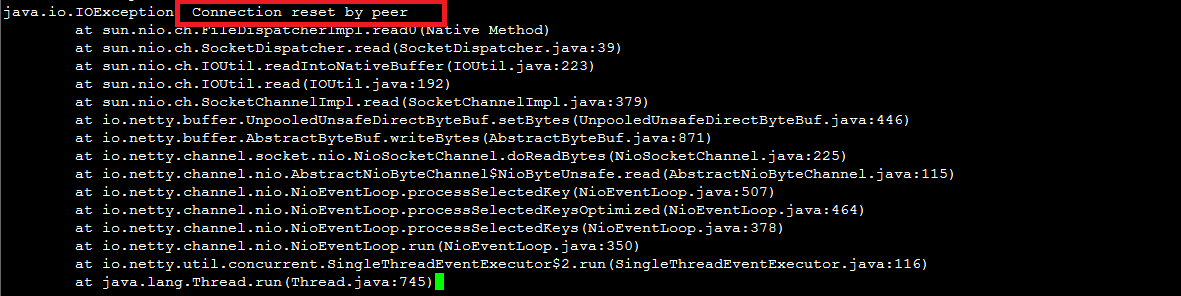 java.io.IOException Connection reset by peer
at sun.nio.ch.FileDispatcherImpl.read0(Native Method)
at sun.nio.ch.SocketDispatcher.read(SocketDispatcher.java:39)
at sun.nio.ch.IOUtil.readIntoNativeBuffer(IOUtil.java:223)
at sun.nio.ch.IOUtil.read(IOUtil.java:192)
at sun.nio.ch.SocketChannelImpl.read(SocketChannelImpl.java:379)
at io.netty.buffer.UnpooledUnsafeDirectByteBuf.setBytes(UnpooledUnsafeDirectByteBuf.java:446)
at io.netty.buffer.AbstractByteBuf.writeBytes(AbstractByteBuf.java:871)
at io.netty.channel.socket.nio.NioSocketChannel.doReadBytes(NioSocketChannel.java:225)
at io.netty.channel.nio.AbstractNioByteChannel$NioByteUnsafe.read(AbstractNioByteChannel.java:115)
at io.netty.channel.nio.NioEventLoop.processSelectedKey(NioEventLoop.java:507)
at io.netty.channel.nio.NioEventLoop.processSelectedKeysOptimized(NioEventLoop.java:464)
at io.netty.channel.nio.NioEventLoop.processSelectedKeys(NioEventLoop.java:378)
at io.netty.channel.nio.NioEventLoop.run(NioEventLoop.java:350)
at io.netty.util.concurrent.SingleThreadEventExecutor$2.run(SingleThreadEventExecutor.java:116)
at java.lang.Thread.run(Thread.java:745)